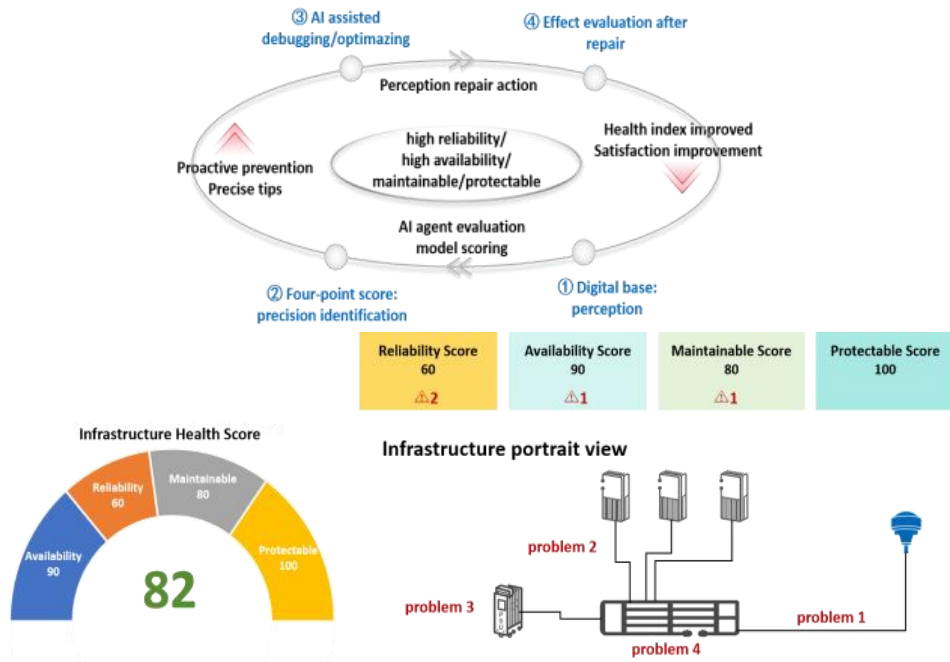 ③ AI assisted
debugging/optimazing
④ Effect evaluation after
repair
Perception repair action
Health index improved
Satisfaction improvement
high reliability/
high availability/
maintainable/protectable
Proactive prevention
Precise tips
AI agent evaluation
model scoring
② Four-point score:
precision identification
① Digital base:
perception
Reliability Score
60
⚠2
Availability Score
90
⚠1
Maintainable Score
80
⚠1
Protectable Score
100
Infrastructure Health Score
Availability
90
Reliability
60
Maintainable
80
Protectable
100
82
Infrastructure portrait view
problem 2
problem 3
problem 1
problem 4